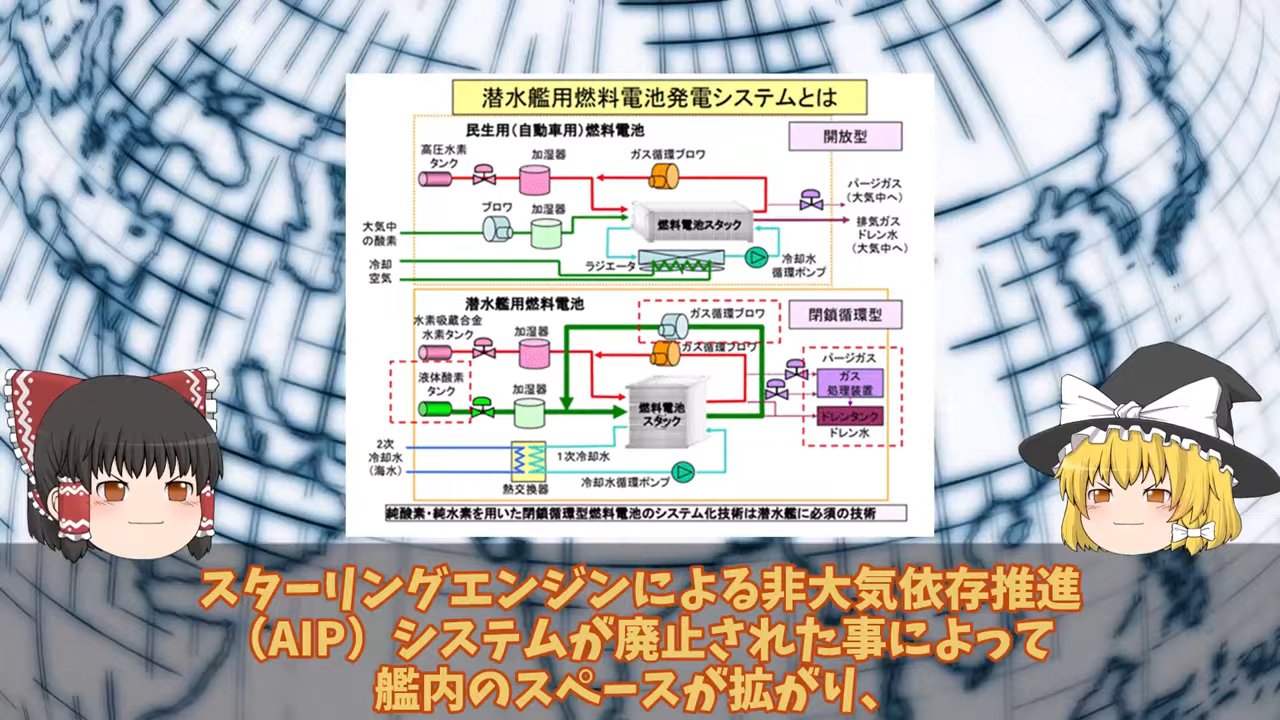 潜水艦用燃料電池発電システムとは
民生用(自動車用)燃料電池
開放型
高圧水素
タンク
加湿器
ガス循環ブロワ
パージガス
(大気中へ)
ブロワ
加湿器
大気中
の酸素
燃料電池スタック
排気ガス
ドレン水
(大気中へ)
冷却
空気
ラジエータ
冷却水
循環ポンプ
潜水艦用燃料電池
ガス循環ブロワ
閉鎖循環型
水素吸蔵合金
水素タンク
加湿器
ガス循環ブロワ
パージガス
液体酸素
タンク
加湿器
ガス
処理装置
燃料電池
スタック
ドレンタンク
ドレン水
2次
冷却水
(海水)
1次冷却水
冷却水循環ポンプ
熱交換器
純酸素・純水素を用いた閉鎖循環型燃料電池のシステム化技術は潜水艦に必須の技術
スターリングエンジンによる非大気依存推進
（AIP）システムが廃止された事によって
艦内のスペースが拡がり、